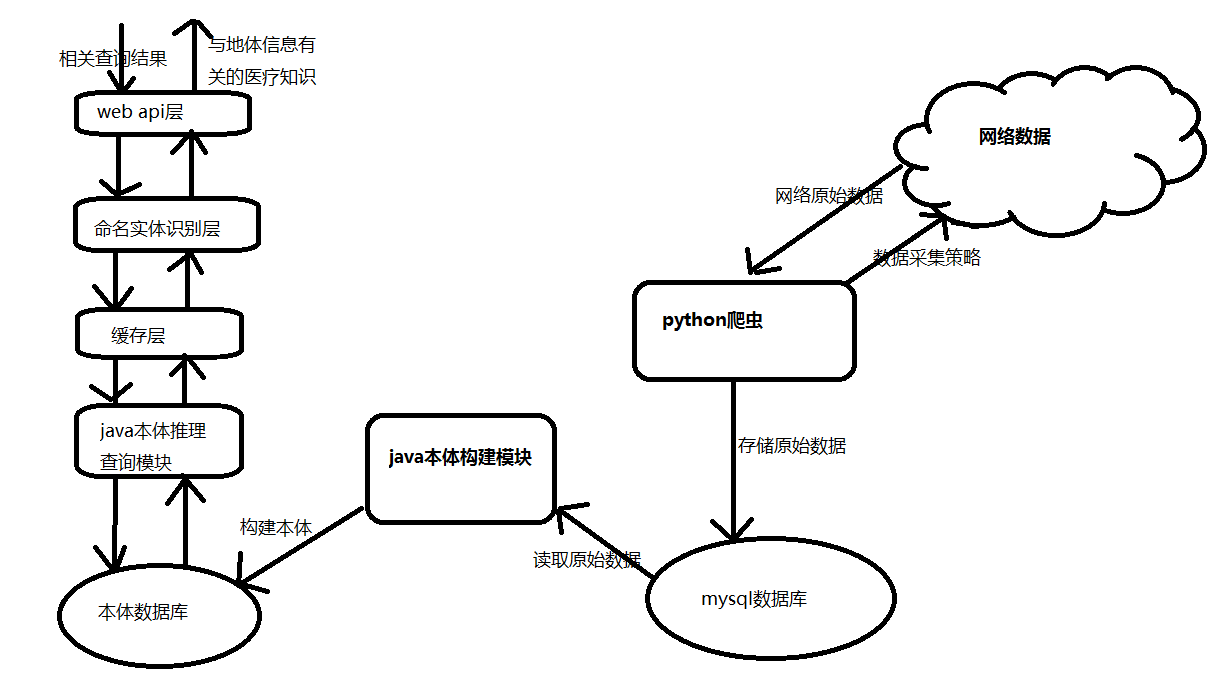 相关查询结果
与地体信息有
关的医疗知识
web api层
命名实体识别层
缓存层
java本体推理
查询模块
本体数据库
构建本体
java本体构建模块
读取原始数据
mysql数据库
存储原始数据
python爬虫
网络原始数据
数据采集策略
网络数据